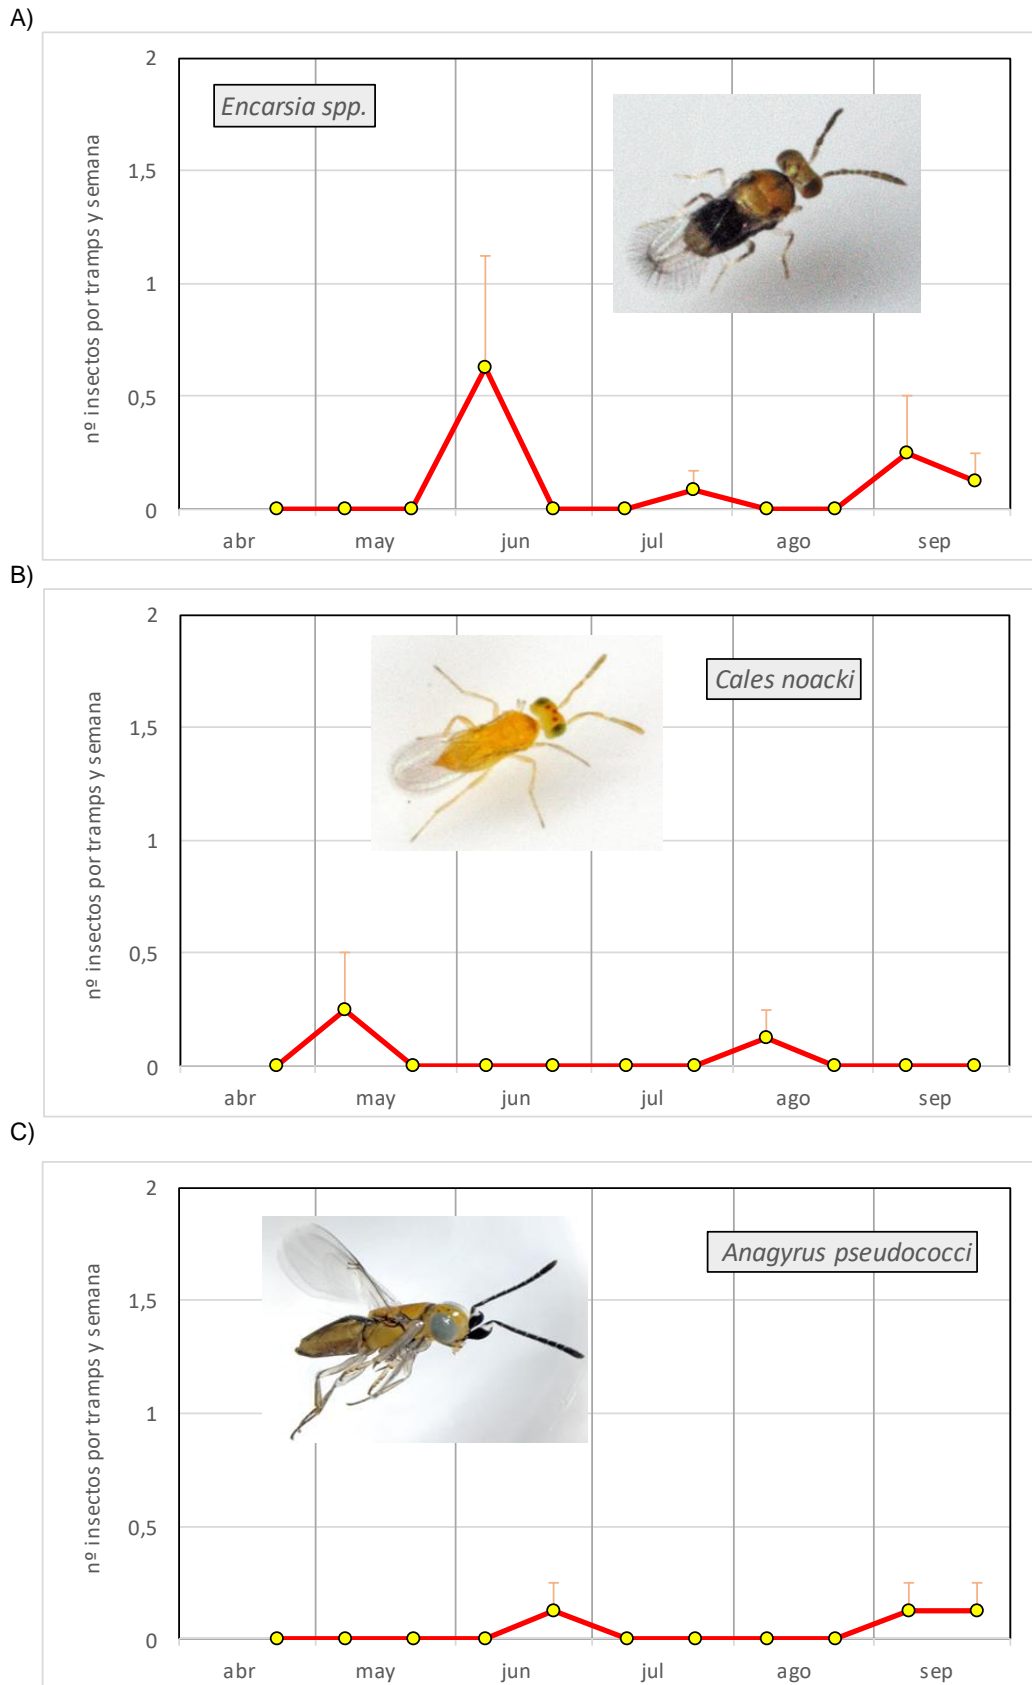 A)
Encarsia spp.
nº insectos por tramps y semana
2
1,5
1
0,5
0
abr may jun jul ago sep
B)
Cales noacki
nº insectos por tramps y semana
2
1,5
1
0,5
0
abr may jun jul ago sep
C)
Anagyrus pseudococci
nº insectos por tramps y semana
2
1,5
1
0,5
0
abr may jun jul ago sep